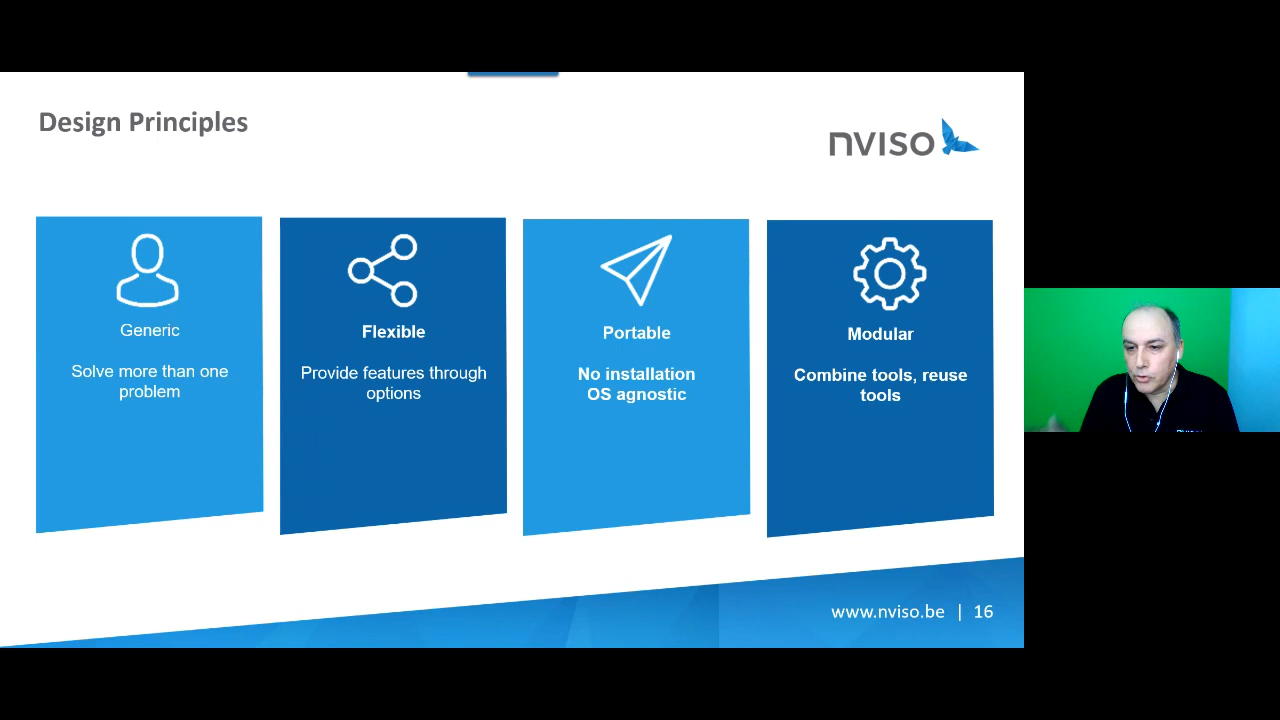 Design Principles
nviso
Generic
Solve more than one
problem
Flexible
Provide features through
options
Portable
No installation
OS agnostic
Modular
Combine tools, reuse
tools
www.nviso.be | 16